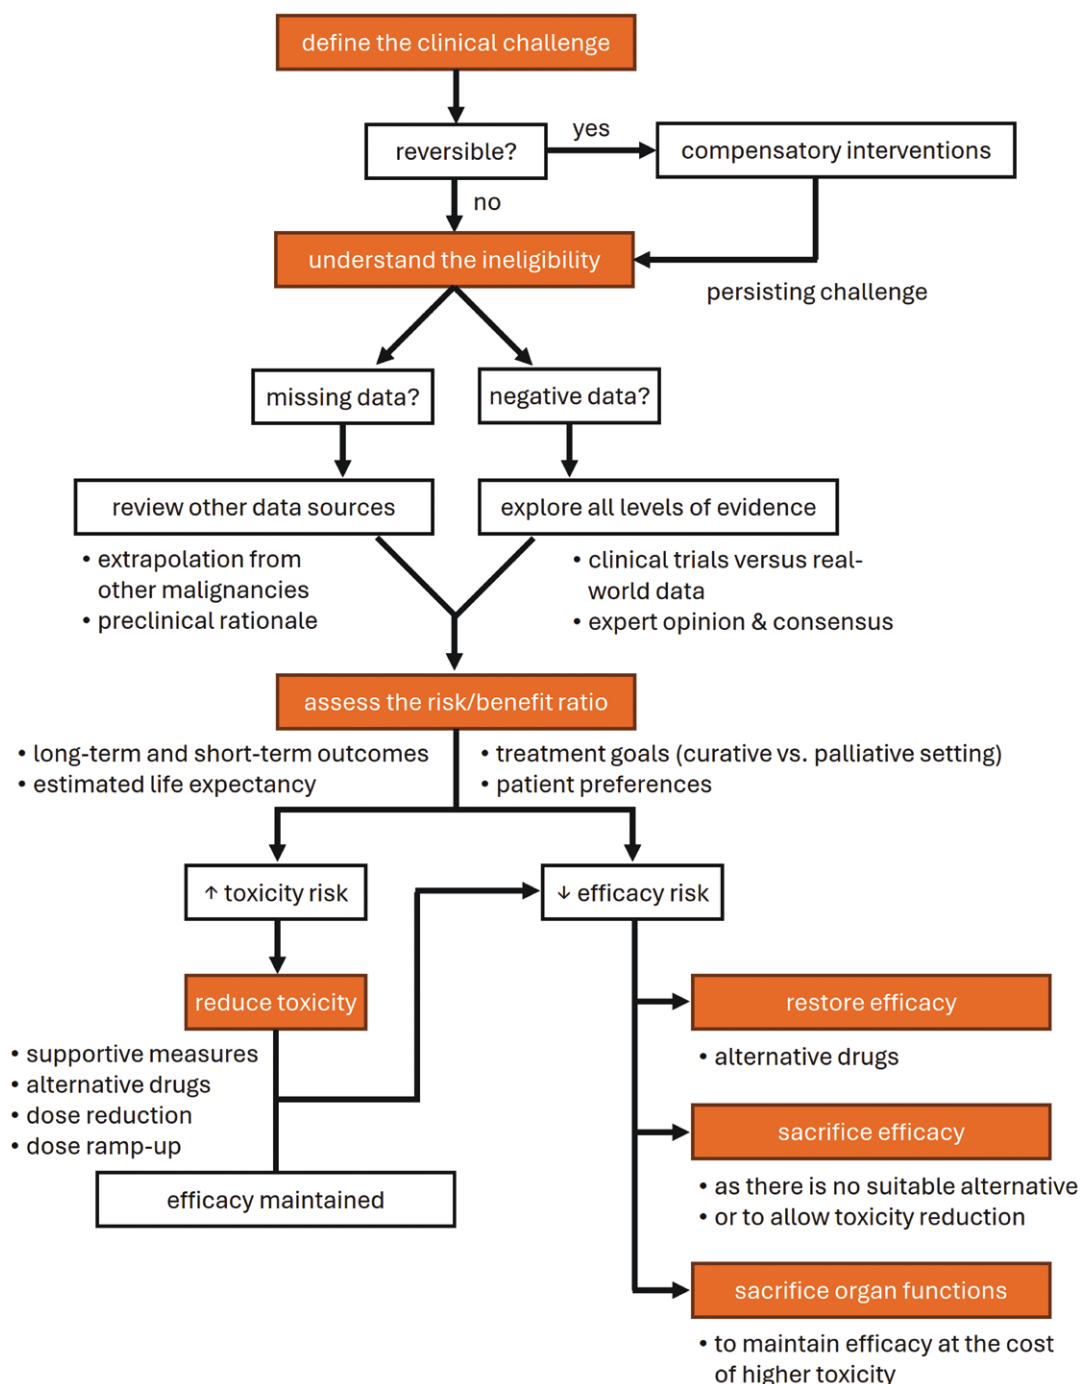 define the clinical challenge
reversible?
yes
compensatory interventions
no
understand the ineligibility
persisting challenge
missing data?
negative data?
review other data sources
• extrapolation from
other malignancies
• preclinical rationale
explore all levels of evidence
• clinical trials versus real-
world data
• expert opinion & consensus
assess the risk/benefit ratio
• long-term and short-term outcomes
• estimated life expectancy
• treatment goals (curative vs. palliative setting)
• patient preferences
↑ toxicity risk
↓ efficacy risk
reduce toxicity
• supportive measures
• alternative drugs
• dose reduction
• dose ramp-up
efficacy maintained
restore efficacy
• alternative drugs
sacrifice efficacy
• as there is no suitable alternative
• or to allow toxicity reduction
sacrifice organ functions
• to maintain efficacy at the cost
of higher toxicity